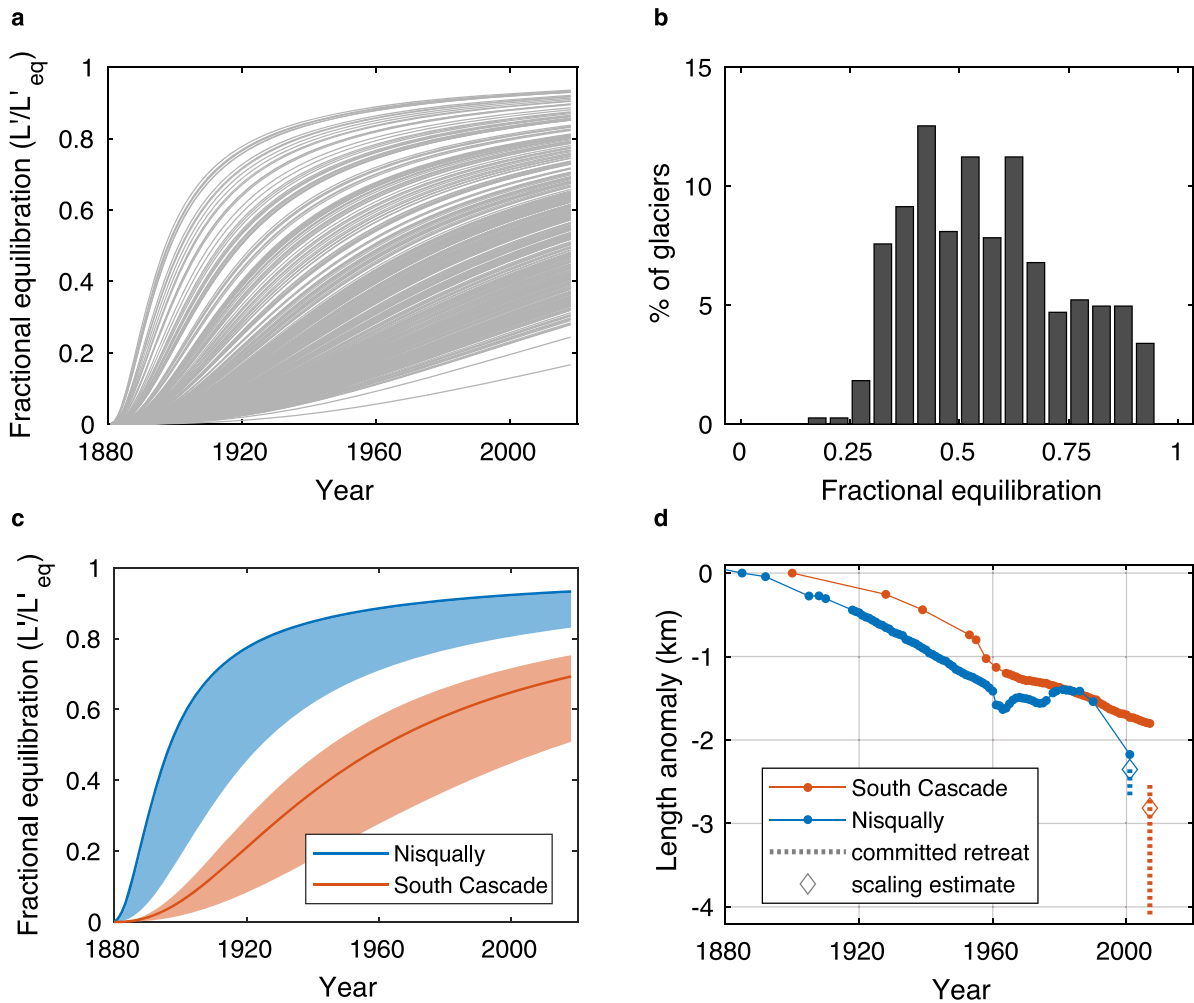 a
Fractional equilibration (L'/L'eq)
1
0.8
0.6
0.4
0.2
0
1880 1920 1960 2000
Year
b
% of glaciers
15
10
5
0
0 0.25 0.5 0.75 1
Fractional equilibration
c
Fractional equilibration (L'/L'eq)
1
0.8
0.6
0.4
0.2
0
Nisqually
South Cascade
1880 1920 1960 2000
Year
d
Length anomaly (km)
0
-1
-2
-3
-4
South Cascade
Nisqually
committed retreat
scaling estimate
1880 1920 1960 2000
Year